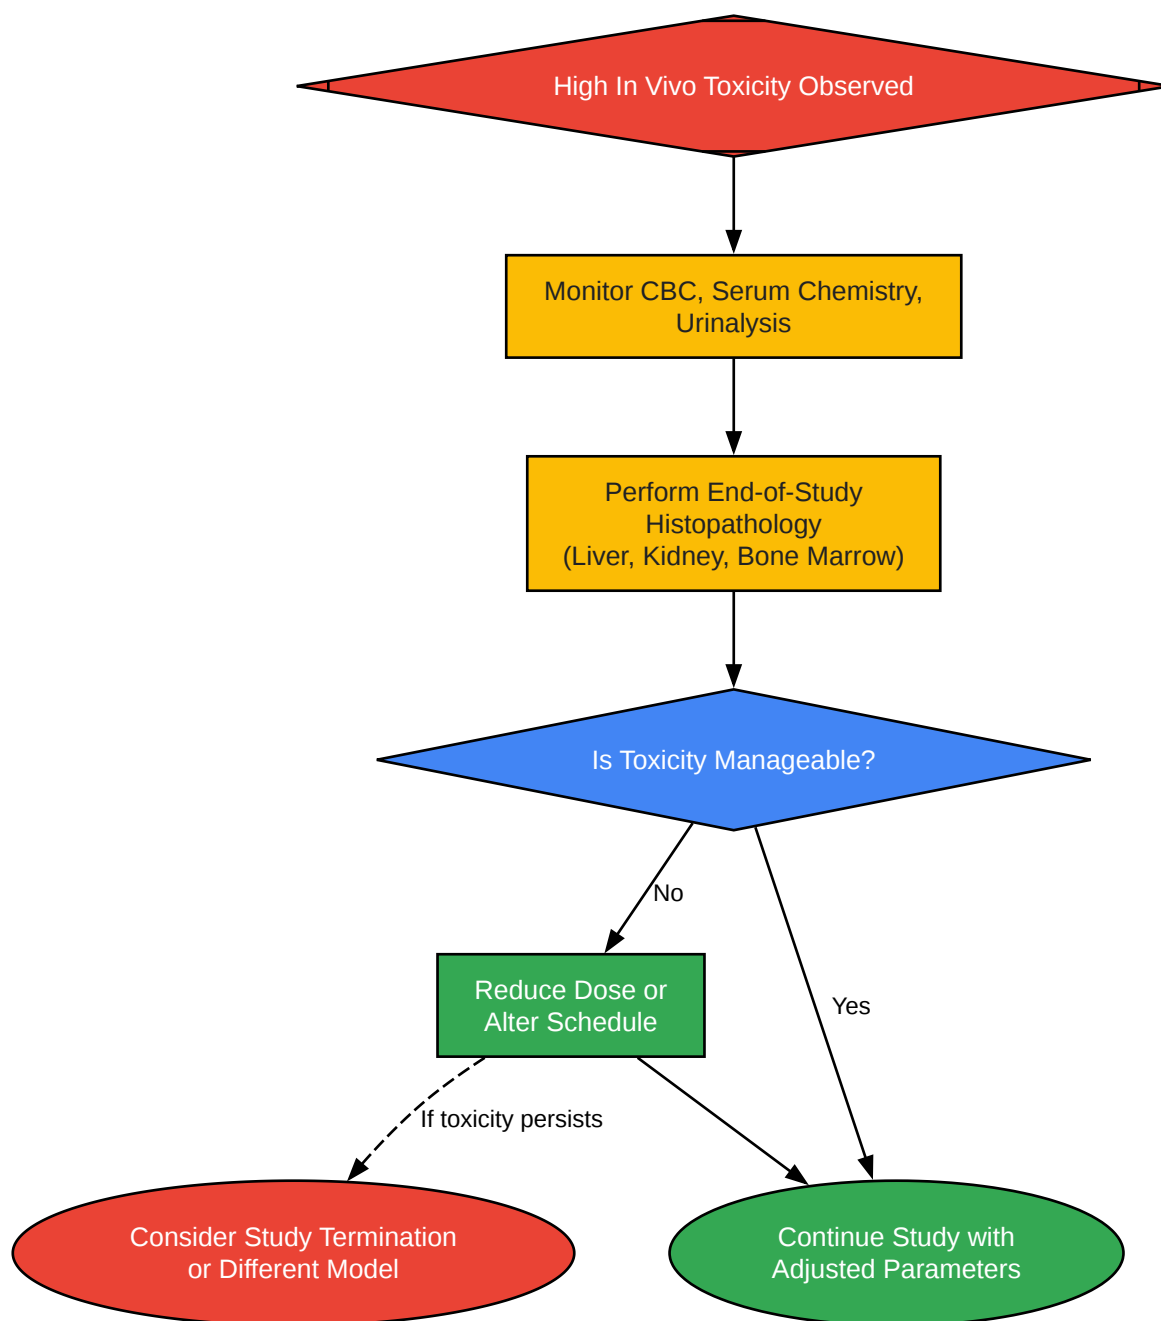 High In Vivo Toxicity Observed
Monitor CBC, Serum Chemistry,
Urinalysis
Perform End-of-Study
Histopathology
(Liver, Kidney, Bone Marrow)
Is Toxicity Manageable?
No
Reduce Dose or
Alter Schedule
Yes
If toxicity persists
Consider Study Termination
or Different Model
Continue Study with
Adjusted Parameters